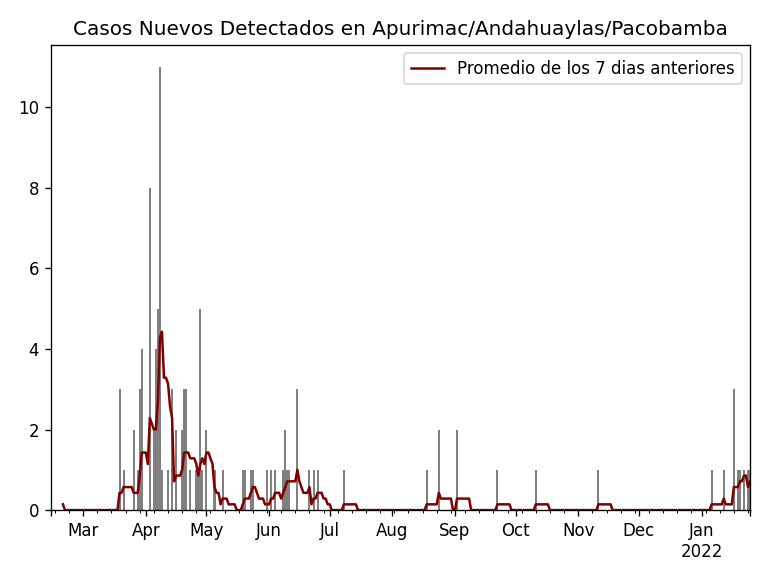 Casos Nuevos Detectados en Apurimac/Andahuaylas/Pacobamba
Promedio de los 7 dias anteriores
10
8
6
4
2
0
Mar Apr May Jun Jul Aug Sep Oct Nov Dec Jan
2022